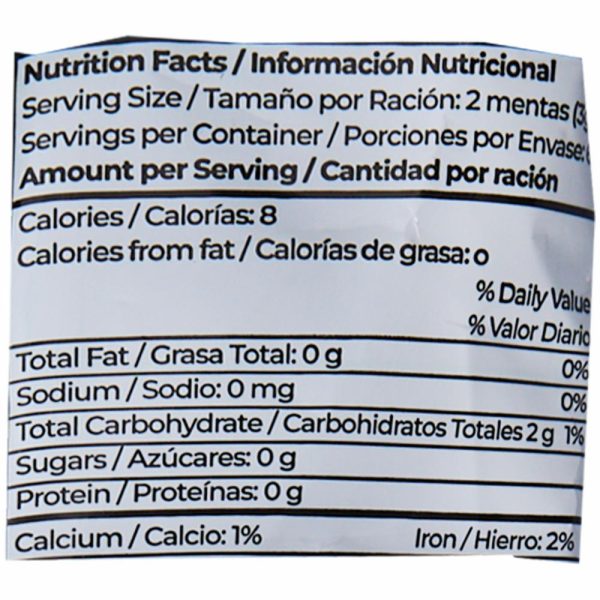 Nutrition Facts / Información Nutricional
Serving Size / Tamaño por Ración: 2 mentas
Servings per Container / Porciones por Envase:
Amount per Serving / Cantidad por ración
Calories / Calorías: 8
Calories from fat / Calorías de grasa: 0
% Daily Value
% Valor Diario
Total Fat / Grasa Total: 0 g 0%
Sodium / Sodio: 0 mg 0%
Total Carbohydrate / Carbohidratos Totales 2 g 1%
Sugars / Azúcares: 0 g
Protein / Proteínas: 0 g
Calcium / Calcio: 1% Iron / Hierro: 2%